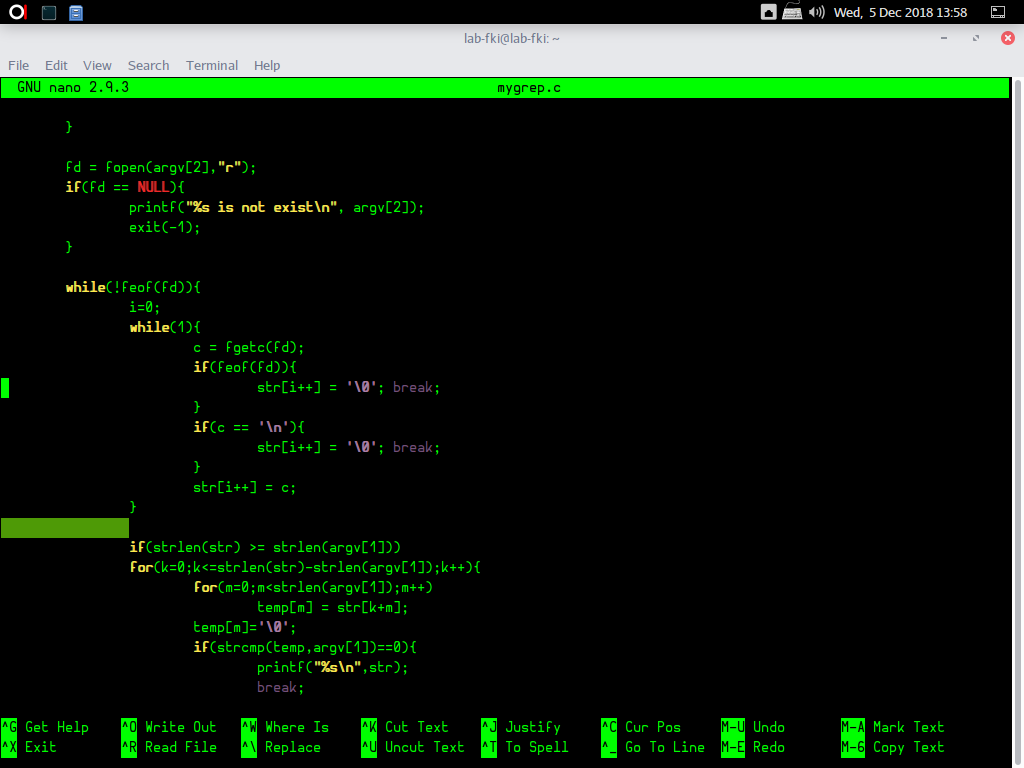 Wed, 5 Dec 2018 13:58
lab-fki@lab-fki: ~
File Edit View Search Terminal Help
GNU nano 2.9.3 mygrep.c
}
fd = fopen(argv[2],"r");
if(fd == NULL){
printf("%s is not exist\n", argv[2]);
exit(-1);
}
while(!feof(fd)){
i=0;
while(1){
c = fgetc(fd);
if(feof(fd)){
str[i++] = '\0'; break;
}
if(c == '\n'){
str[i++] = '\0'; break;
}
str[i++] = c;
}
if(strlen(str) >= strlen(argv[1]))
for(k=0;k<=strlen(str)-strlen(argv[1]);k++){
for(m=0;m<strlen(argv[1]);m++)
temp[m] = str[k+m];
temp[m]='\0';
if(strcmp(temp,argv[1])==0){
printf("%s\n",str);
break;
^G Get Help ^O Write Out ^W Where Is ^K Cut Text ^J Justify ^C Cur Pos M-U Undo M-A Mark Text
^X Exit ^R Read File ^\ Replace ^U Uncut Text ^T To Spell ^_ Go To Line M-E Redo M-6 Copy Text